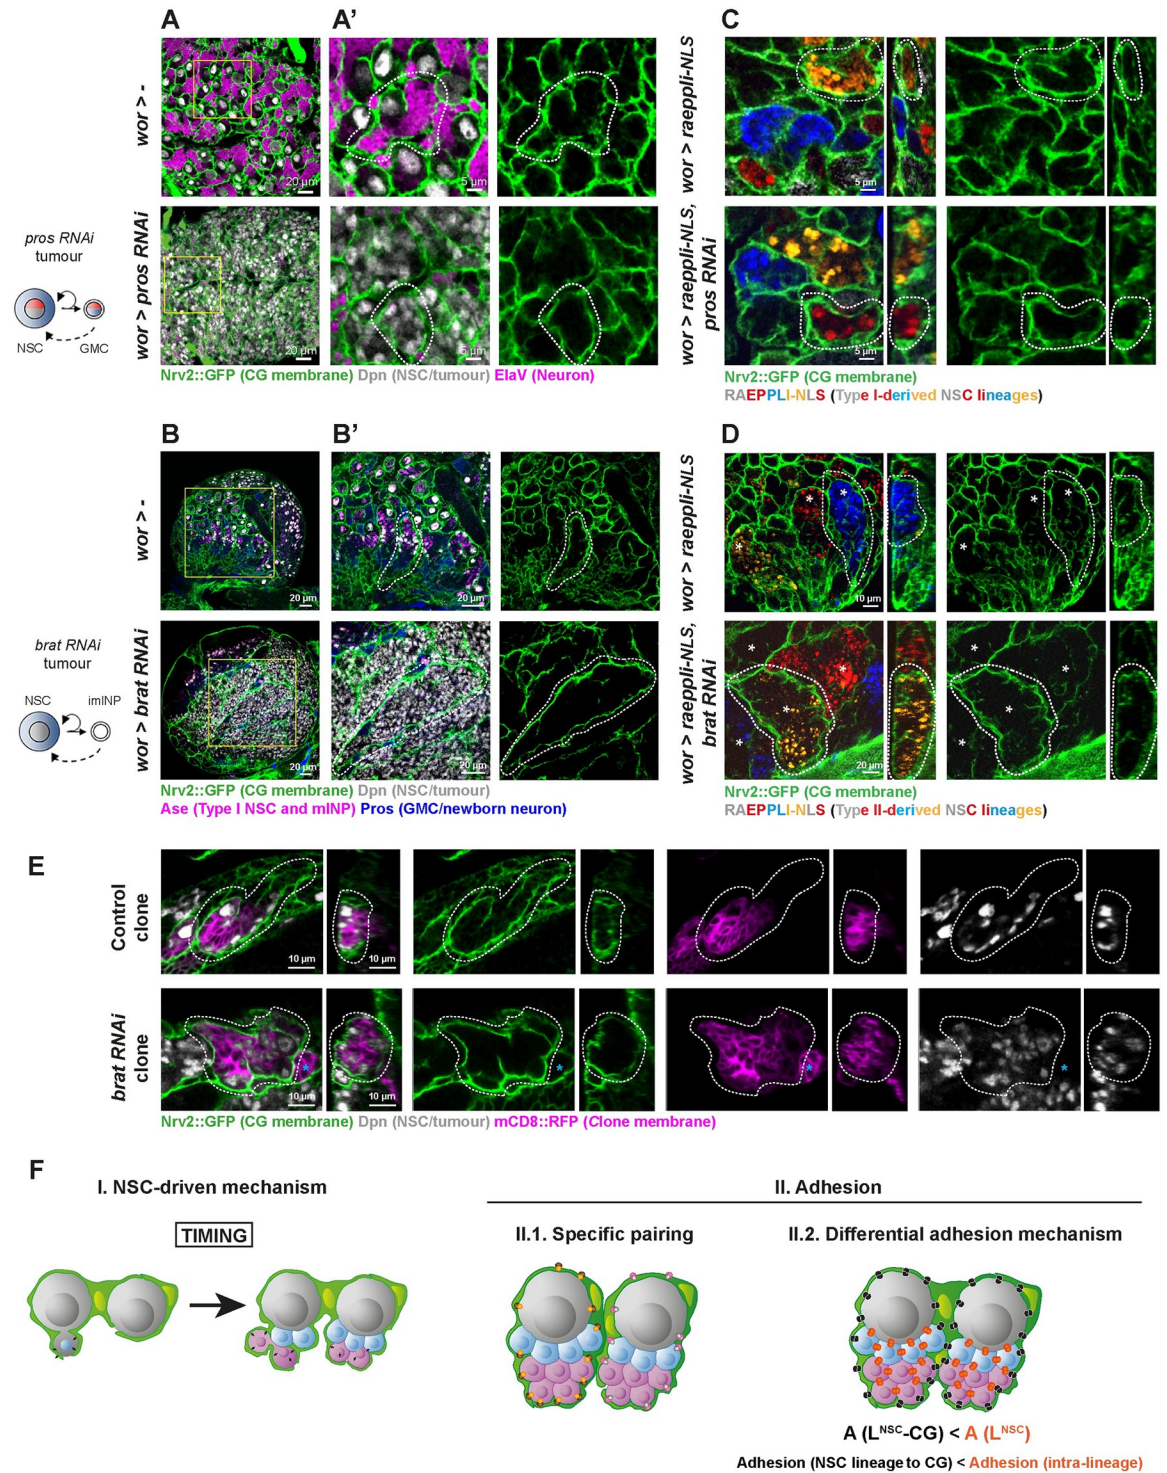 A
A’
C
wor > -
20 µm
5 µm
wor > raeppli-NLS
5 µm
pros RNAi
tumour
NSC
GMC
wor > pros RNAi
20 µm
5 µm
wor > raeppli-NLS,
pros RNAi
5 µm
Nrv2::GFP (CG membrane) Dpn (NSC/tumour) ElaV (Neuron)
Nrv2::GFP (CG membrane)
RAEPPLI-NLS (Type I-derived NSC lineages)
B
B’
D
wor > -
20 µm
20 µm
wor > raeppli-NLS
* * *
10 µm
* * *
brat RNAi
tumour
NSC
imINP
wor > brat RNAi
20 µm
20 µm
wor > raeppli-NLS,
brat RNAi
* * * *
20 µm
* * * *
Nrv2::GFP (CG membrane) Dpn (NSC/tumour)
Ase (Type I NSC and mINP) Pros (GMC/newborn neuron)
Nrv2::GFP (CG membrane)
RAEPPLI-NLS (Type II-derived NSC lineages)
E
Control
clone
10 µm
10 µm
brat RNAi
clone
* * * *
10 µm
10 µm
Nrv2::GFP (CG membrane) Dpn (NSC/tumour) mCD8::RFP (Clone membrane)
F
I. NSC-driven mechanism
II. Adhesion
TIMING
II.1. Specific pairing
II.2. Differential adhesion mechanism
A (Lᴺˢᶜ-CG) < A (Lᴺˢᶜ)
Adhesion (NSC lineage to CG) < Adhesion (intra-lineage)